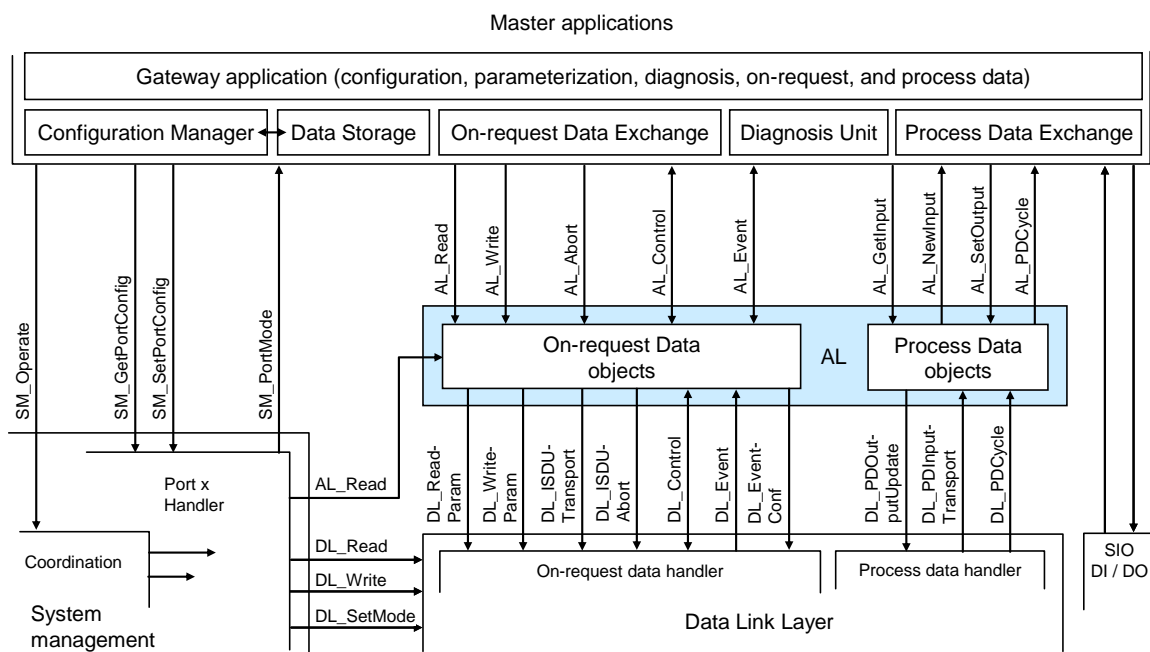 Master applications
Gateway application (configuration, parameterization, diagnosis, on-request, and process data)
Configuration Manager
Data Storage
On-request Data Exchange
Diagnosis Unit
Process Data Exchange
SM_Operate
SM_GetPortConfig
SM_SetPortConfig
SM_PortMode
AL_Read
AL_Write
AL_Abort
AL_Control
AL_Event
AL_GetInput
AL_NewInput
AL_SetOutput
AL_PDCycle
On-request Data
objects
AL
Process Data
objects
Port x
Handler
AL_Read
DL_Read-
Param
DL_Write-
Param
DL_ISDU-
Transport
DL_ISDU-
Abort
DL_Control
DL_Event
DL_Event-
Conf
DL_PDOut-
putUpdate
DL_PDInput-
Transport
DL_PDCycle
Coordination
DL_Read
DL_Write
DL_SetMode
On-request data handler
Process data handler
SIO
DI / DO
System
management
Data Link Layer